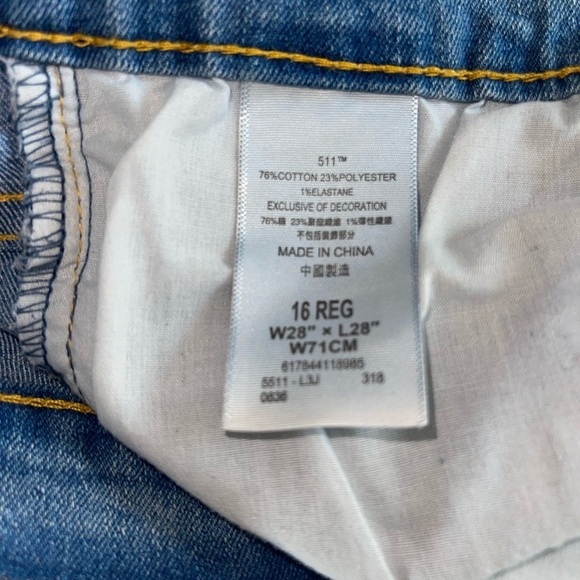 511™
76%COTTON 23%POLYESTER
1%ELASTANE
EXCLUSIVE OF DECORATION
76%綿 23%聚酯纖維 1%彈性纖維
不包括裝飾部分
MADE IN CHINA
中國製造
16 REG
W28" × L28"
W71CM
617844118985
5511 - L3J 318
0836